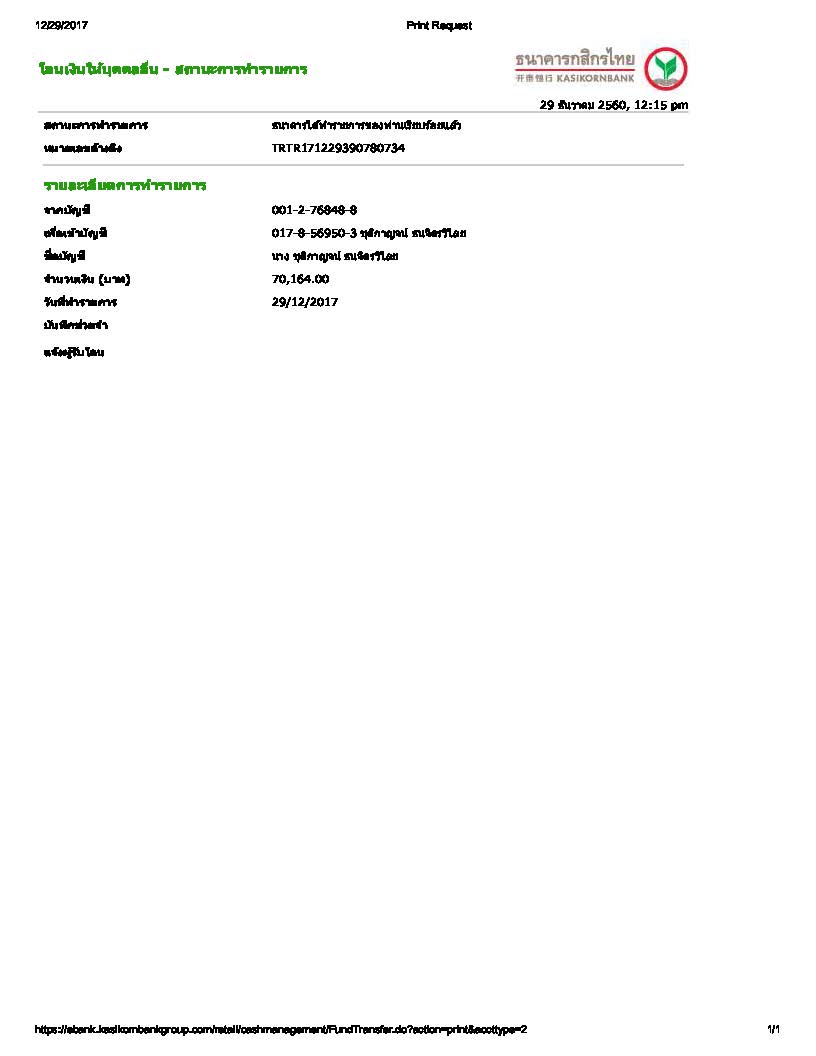 12/29/2017 Print Request
ธนาคารกสิกรไทย
开泰银行 KASIKORNBANK
โอนเงินให้บุคคลอื่น - สถานะการทำรายการ
29 ธันวาคม 2560, 12:15 pm
สถานะการทำรายการ ธนาคารได้ทำรายการของท่านเรียบร้อยแล้ว
หมายเลขอ้างอิง TRTR171229390780734
รายละเอียดการทำรายการ
จากบัญชี 001-2-76848-8
เพื่อเข้าบัญชี 017-8-56950-3 ชุติกาญจน์ ธนจิตรวิไลย
ชื่อบัญชี นาง ชุติกาญจน์ ธนจิตรวิไลย
จำนวนเงิน (บาท) 70,164.00
วันที่ทำรายการ 29/12/2017
บันทึกช่วยจำ
แจ้งผู้รับโอน
https://ebank.kasikornbankgroup.com/retail/cashmanagement/FundTransfer.do?action=print&accttype=2 1/1